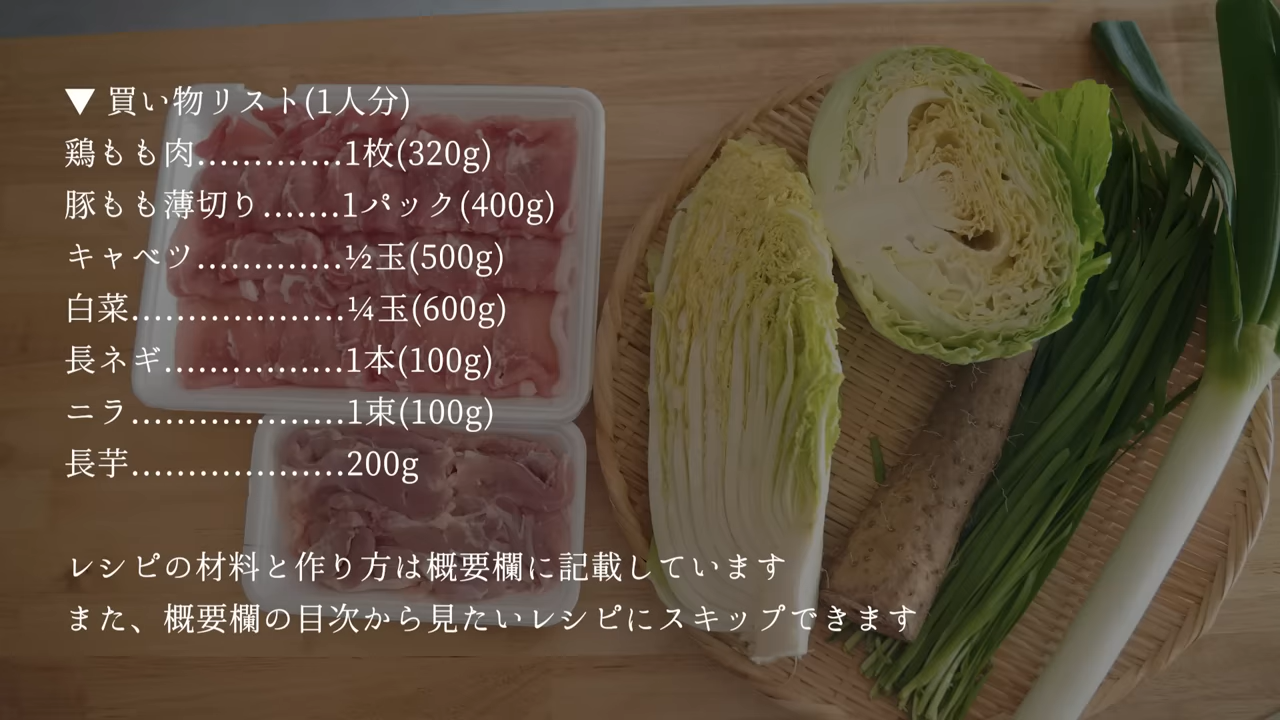 ▼ 買い物リスト(1人分)
鶏もも肉.............1枚(320g)
豚もも薄切り.......1パック(400g)
キャベツ.............½玉(500g)
白菜...................¼玉(600g)
長ネギ................1本(100g)
ニラ...................1束(100g)
長芋...................200g
レシピの材料と作り方は概要欄に記載しています
また、概要欄の目次から見たいレシピにスキップできます